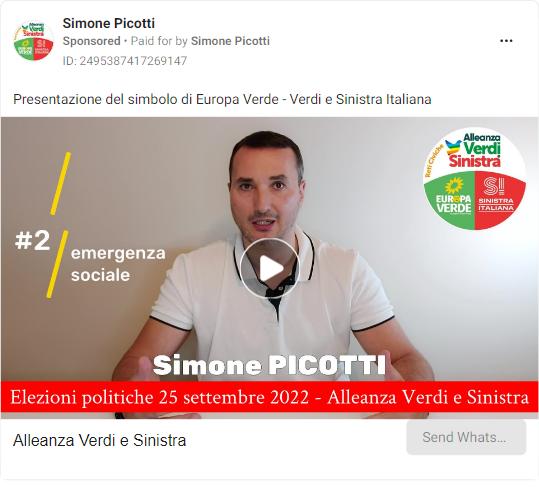 Simone Picotti
Sponsored • Paid for by Simone Picotti
ID: 2495387417269147
Presentazione del simbolo di Europa Verde - Verdi e Sinistra Italiana
Reti Civiche
Alleanza
Verdi
Sinistra
EUROPA
VERDE
SI
SINISTRA
ITALIANA
#2
emergenza
sociale
Simone PICOTTI
Elezioni politiche 25 settembre 2022 - Alleanza Verdi e Sinistra
Alleanza Verdi e Sinistra
Send Whats...